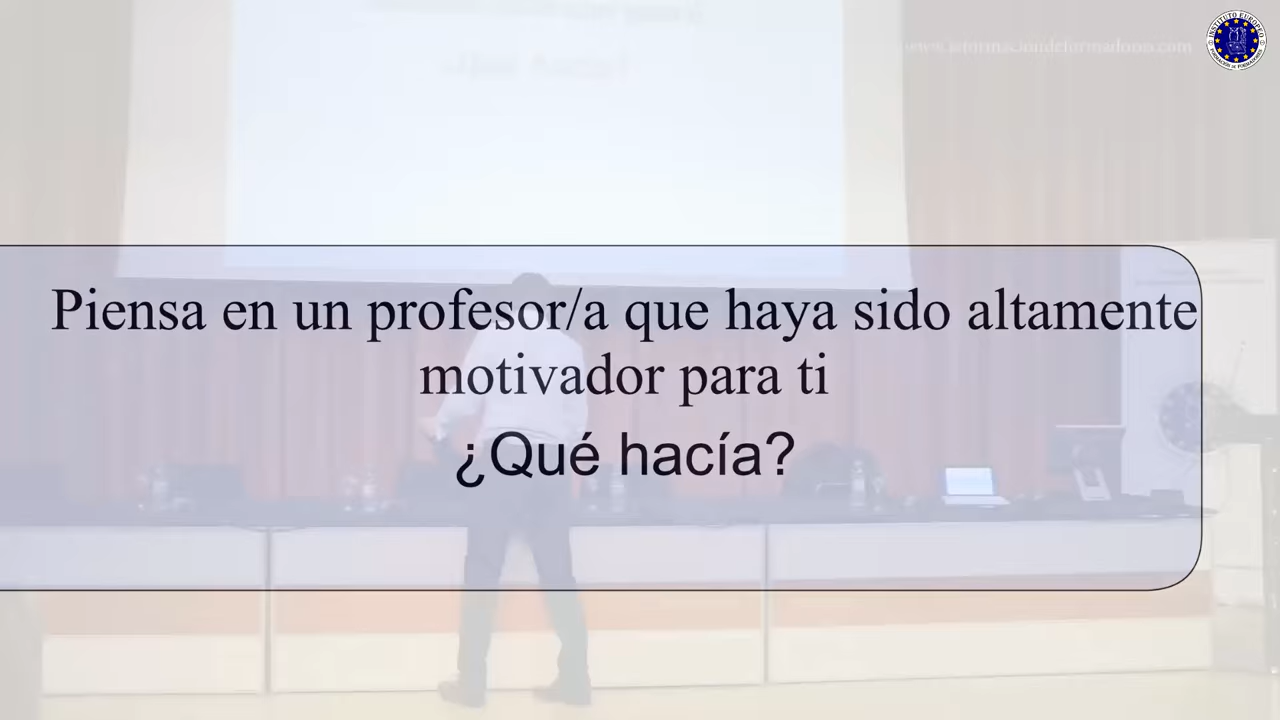 Piensa en un profesor/a que haya sido altamente
motivador para ti
¿Qué hacía?